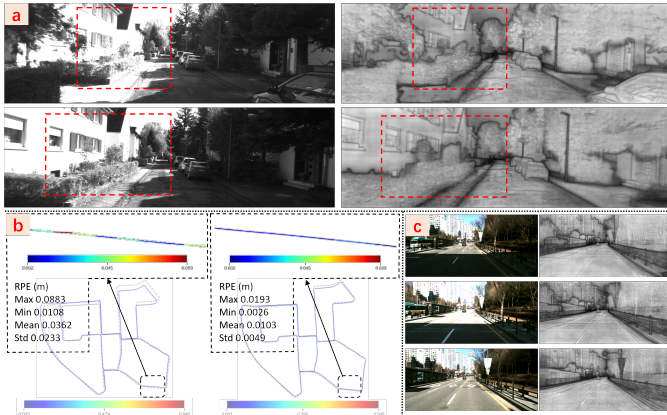 a
b
0.002 0.045 0.089
RPE (m)
Max 0.0883
Min 0.0108
Mean 0.0362
Std 0.0233
0.002 0.045 0.089
RPE (m)
Max 0.0193
Min 0.0026
Mean 0.0103
Std 0.0049
c